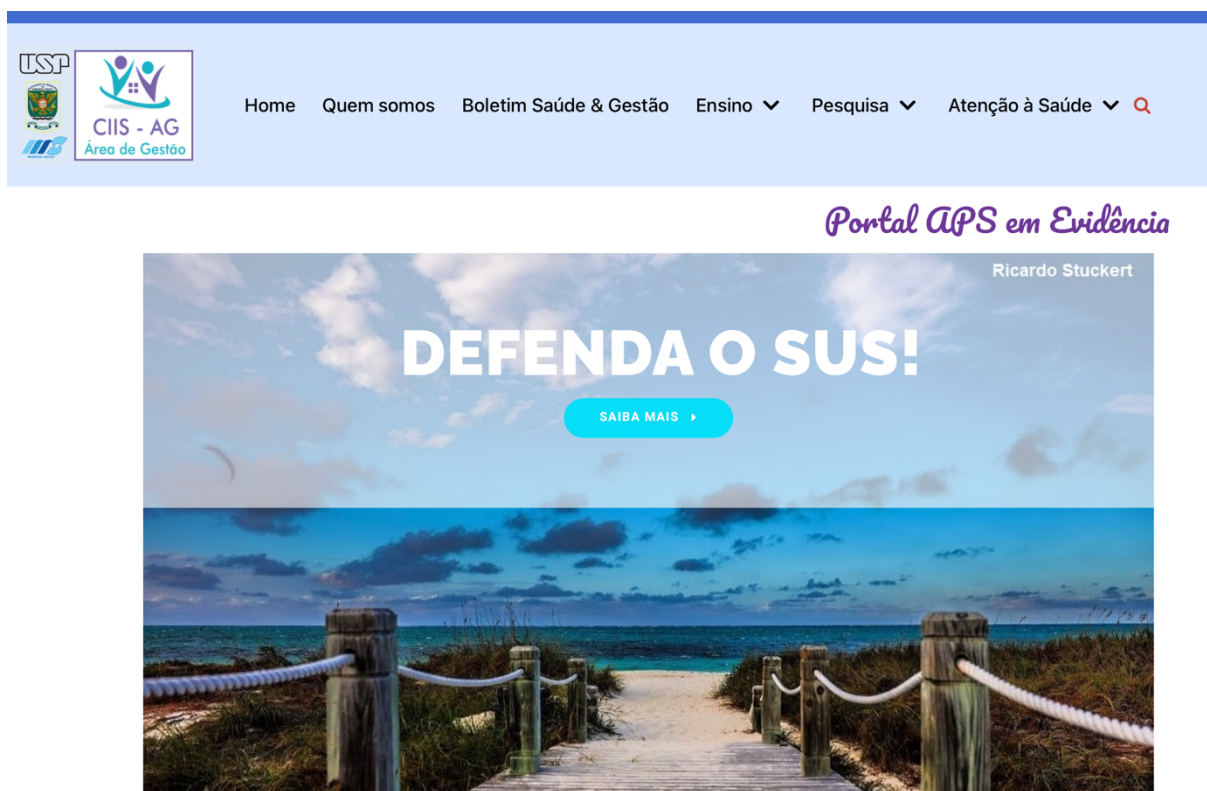 USP
CIIS - AG
Área de Gestão
Home Quem somos Boletim Saúde & Gestão Ensino Pesquisa Atenção à Saúde
Portal APS em Evidência
Ricardo Stuckert
DEFENDA O SUS!
SAIBA MAIS